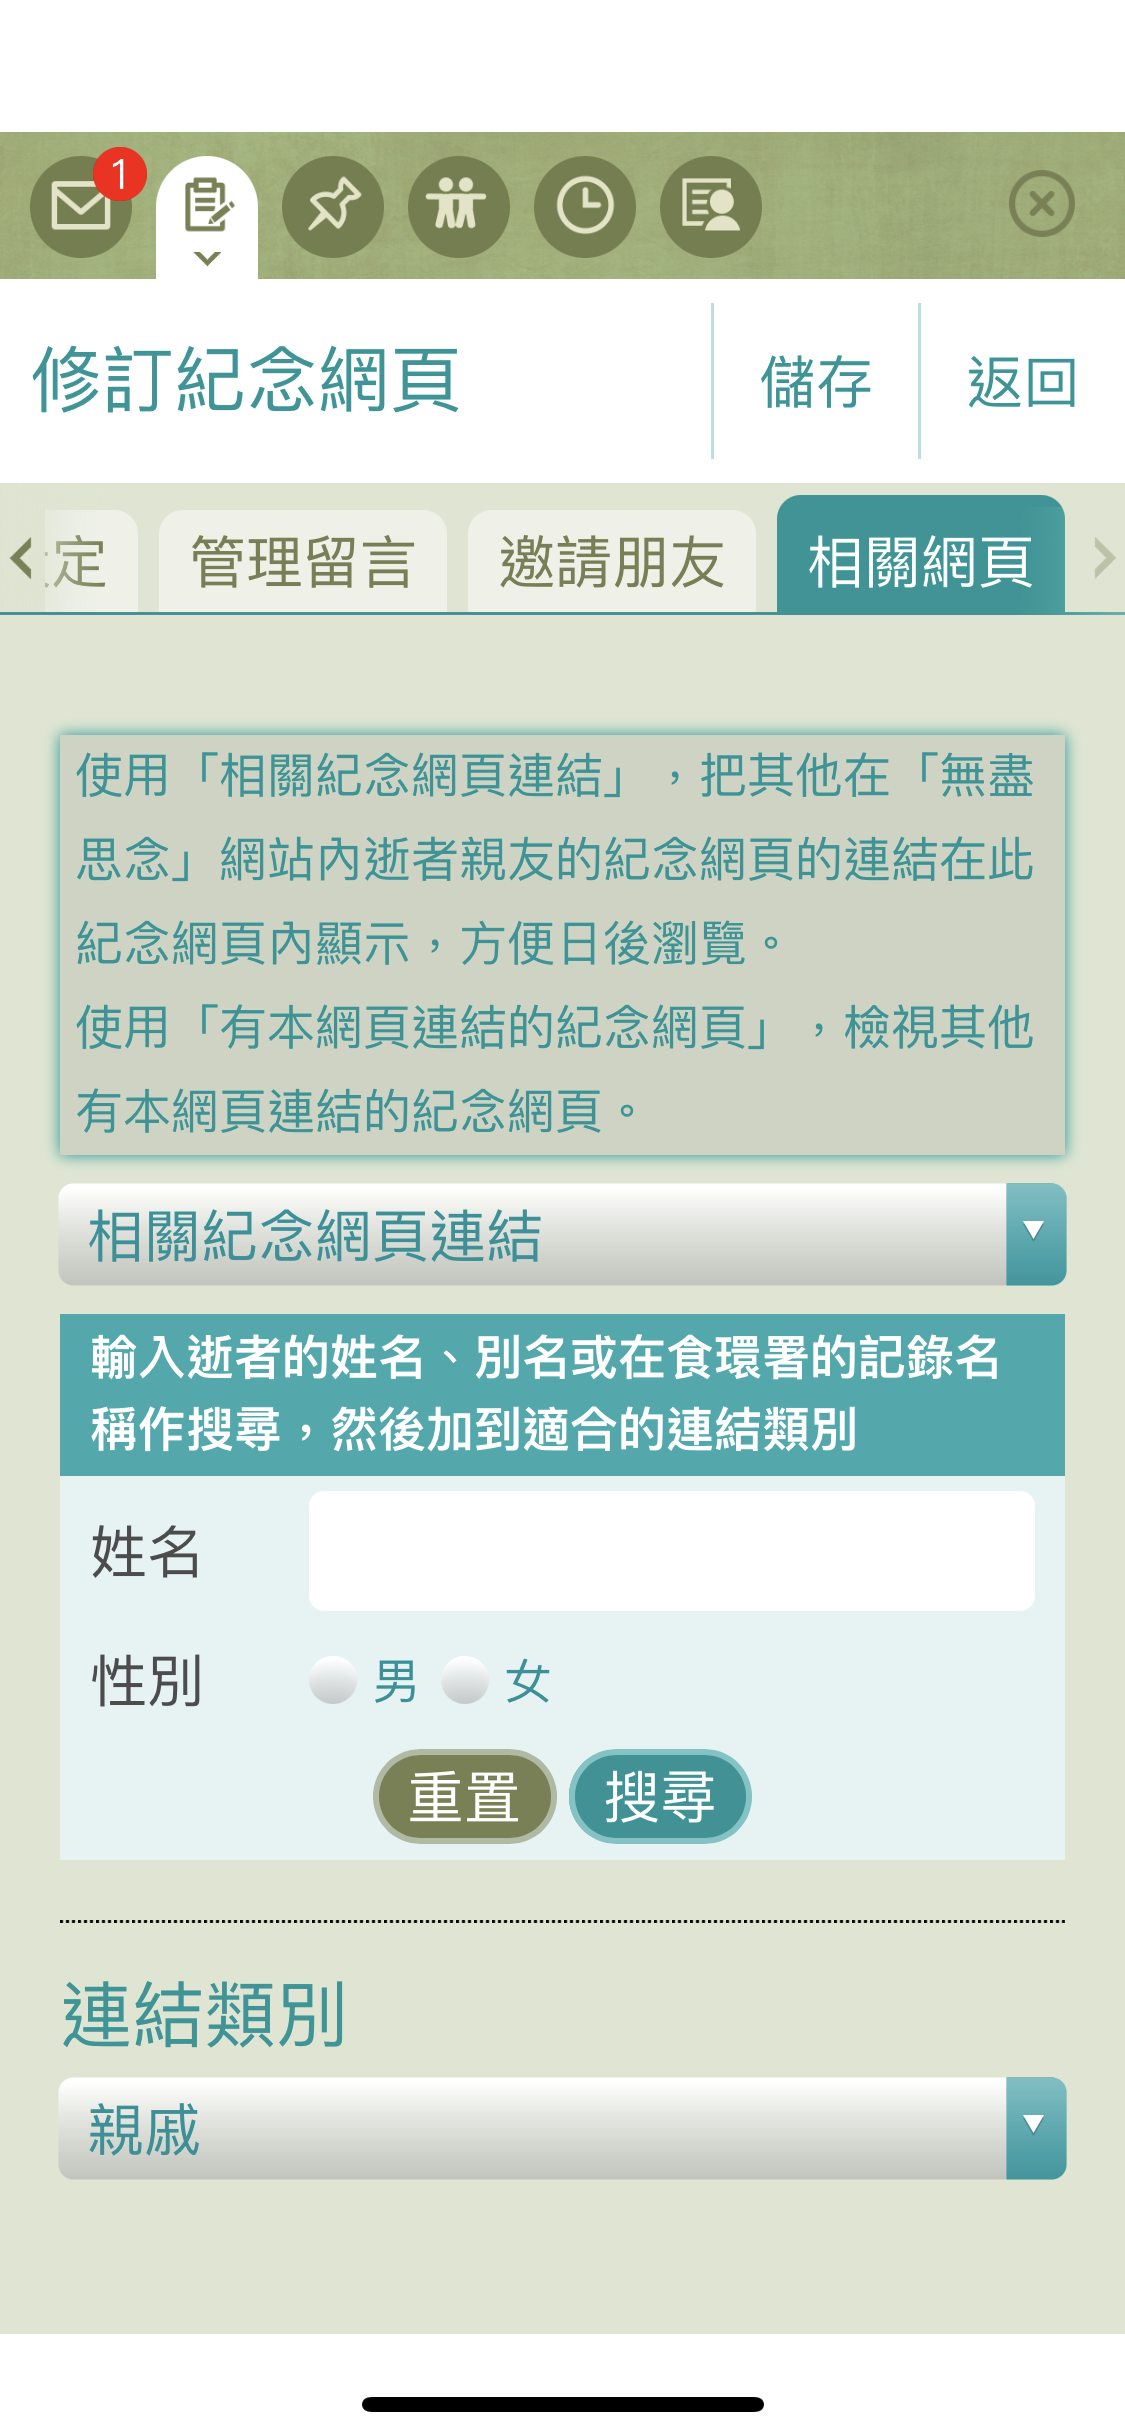 1
修訂紀念網頁
儲存
返回
定
管理留言
邀請朋友
相關網頁
使用「相關紀念網頁連結」，把其他在「無盡
思念」網站內逝者親友的紀念網頁的連結在此
紀念網頁內顯示，方便日後瀏覽。
使用「有本網頁連結的紀念網頁」，檢視其他
有本網頁連結的紀念網頁。
相關紀念網頁連結
輸入逝者的姓名、別名或在食環署的記錄名
稱作搜尋，然後加到適合的連結類別
姓名
性別
男
女
重置
搜尋
連結類別
親戚